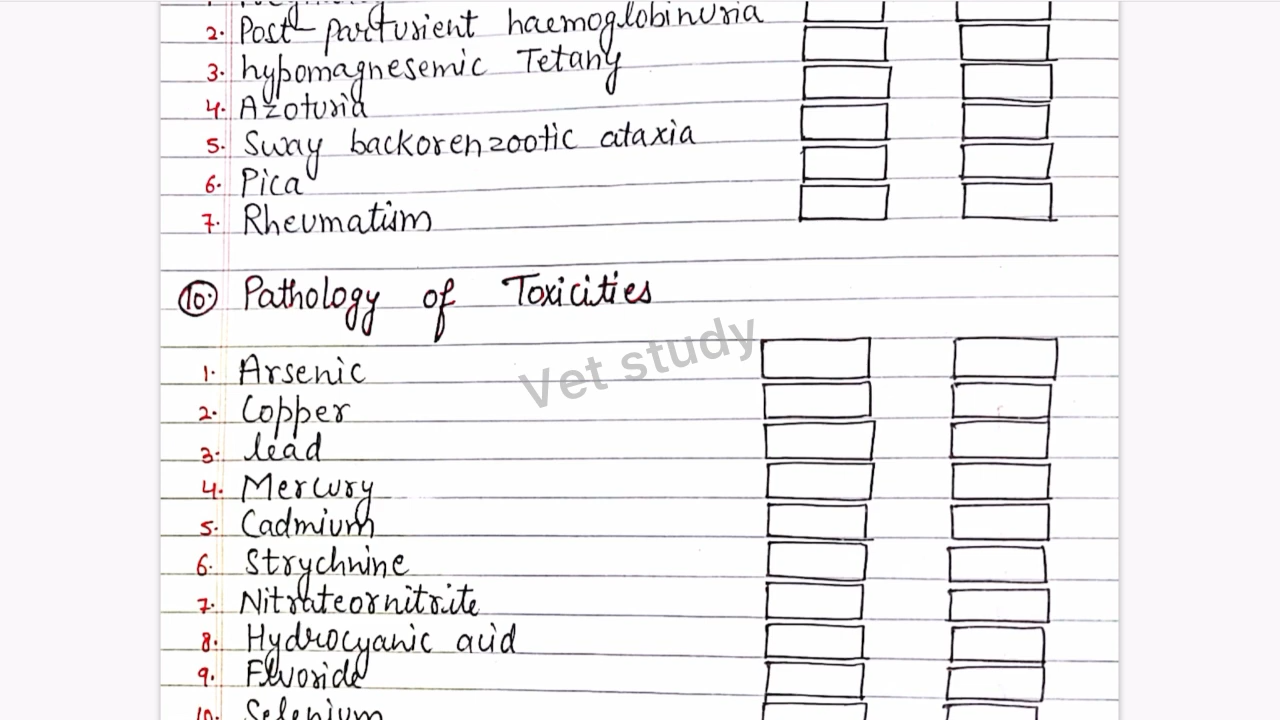 2. Post-parturient haemoglobinuria
3. hypomagnesemic Tetany
4. Azoturia
5. Sway backorenzootic ataxia
6. Pica
7. Rheumatism
10. Pathology of Toxicities
Vet study
1. Arsenic
2. Copper
3. lead
4. Mercury
5. Cadmium
6. Strychnine
7. Nitrateornitrite
8. Hydrocyanic acid
9. Fluoride
10. Selenium